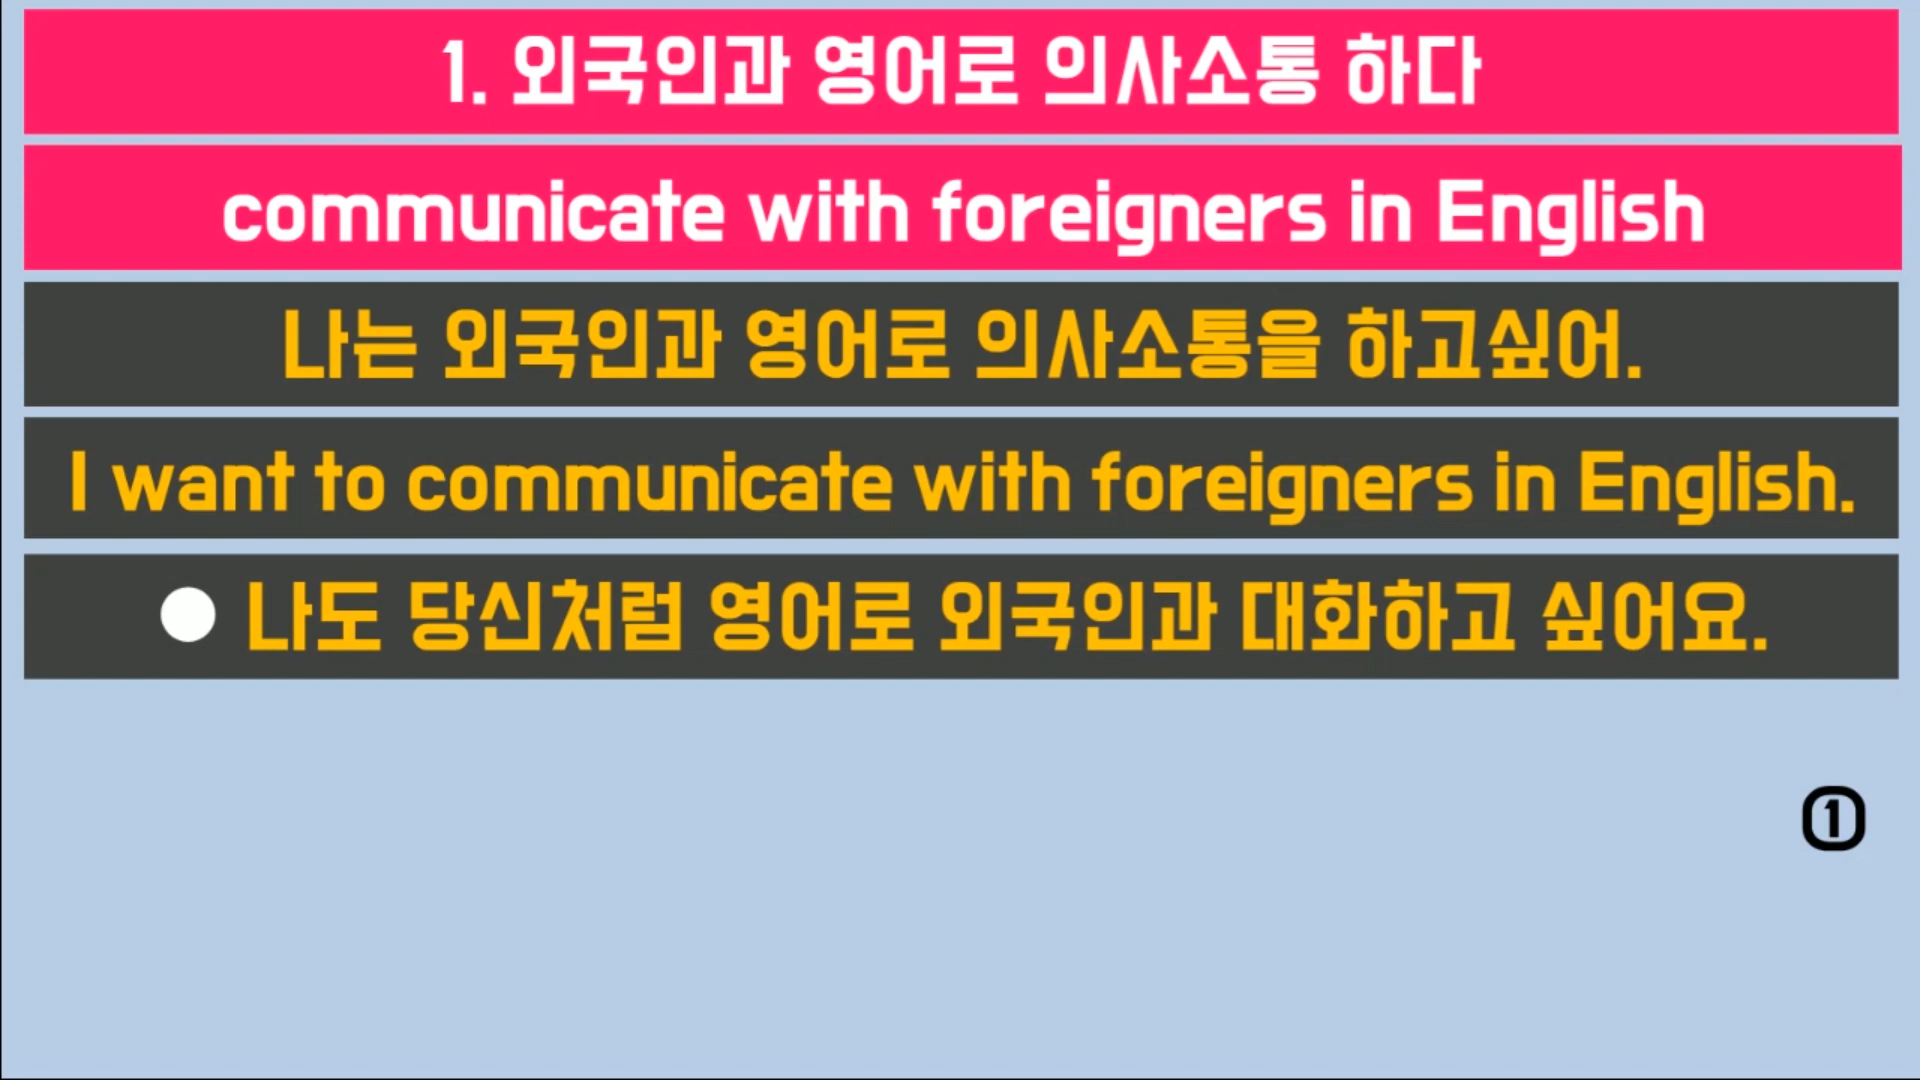 1. 외국인과 영어로 의사소통 하다
communicate with foreigners in English
나는 외국인과 영어로 의사소통을 하고싶어.
I want to communicate with foreigners in English.
● 나도 당신처럼 영어로 외국인과 대화하고 싶어요.
①